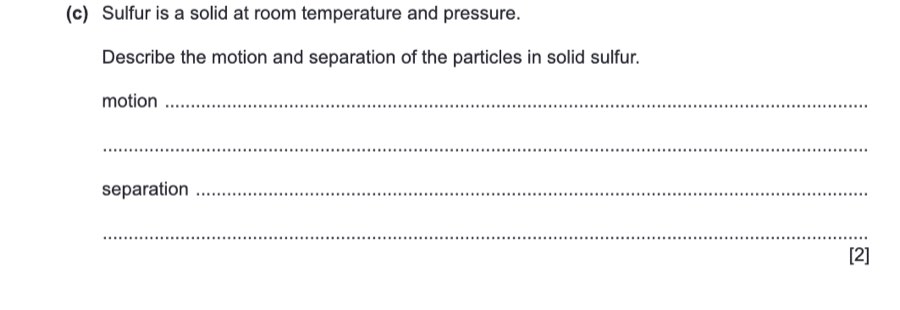 (c) Sulfur is a solid at room temperature and pressure.
Describe the motion and separation of the particles in solid sulfur.
motion ................................................................................
................................................................................
separation ................................................................................
................................................................................
[2]